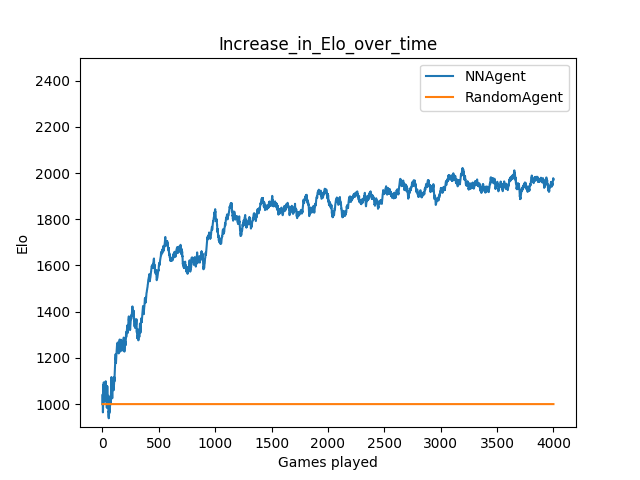 Increase_in_Elo_over_time
NNAgent
RandomAgent
2400
2200
2000
1800
1600
1400
1200
1000
Elo
0 500 1000 1500 2000 2500 3000 3500 4000
Games played